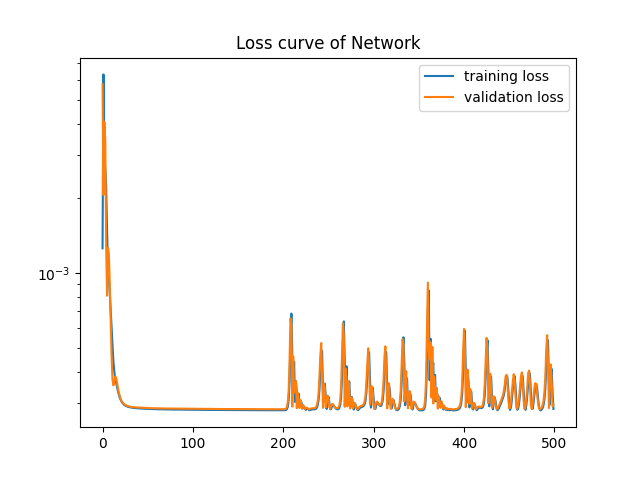 Loss curve of Network
training loss
validation loss
10⁻³
0 100 200 300 400 500